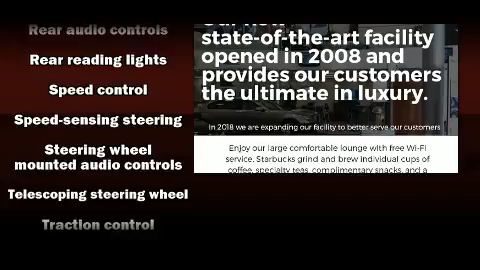 Rear audio controls
Rear reading lights
Speed control
Speed-sensing steering
Steering wheel
mounted audio controls
Telescoping steering wheel
Traction control
Our new
state-of-the-art facility
opened in 2008 and
provides our customers
the ultimate in luxury.
In 2018 we are expanding our facility to better serve our customers
Enjoy our large comfortable lounge with free Wi-Fi
service, Starbucks grind and brew individual cups of
coffee, specialty teas, complimentary snacks, and a